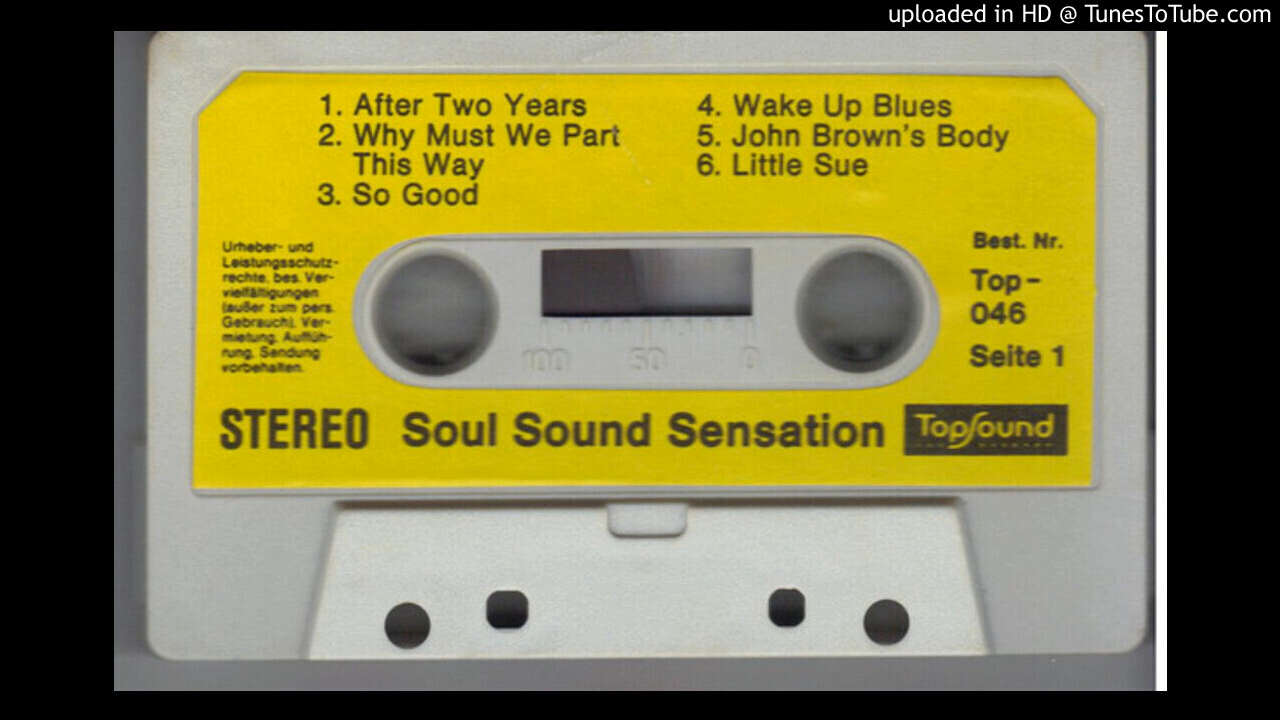 uploaded in HD @ TunesToTube.com
1. After Two Years
2. Why Must We Part
This Way
3. So Good
4. Wake Up Blues
5. John Brown's Body
6. Little Sue
Urheber- und
Leistungsschutz-
rechte, bes. Ver-
vielfältigungen
(außer zum pers.
Gebrauch), Ver-
mietung, Auffüh-
rung, Sendung
vorbehalten.
100 50 0
Best. Nr.
Top-
046
Seite 1
STEREO Soul Sound Sensation TopSound